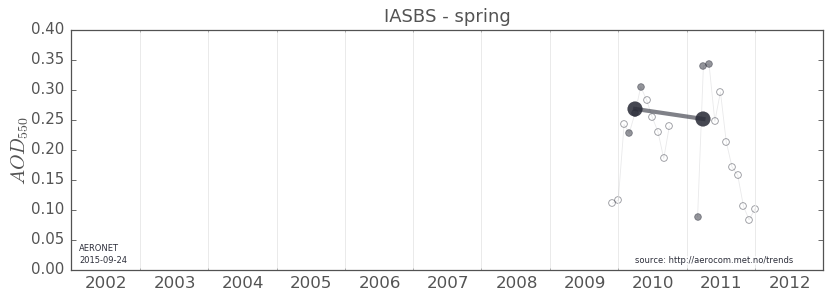 IASBS - spring
0.40
0.35
0.30
0.25
0.20
0.15
0.10
0.05
0.00
AOD550
AERONET
2015-09-24
source: http://aerocom.met.no/trends
2002 2003 2004 2005 2006 2007 2008 2009 2010 2011 2012